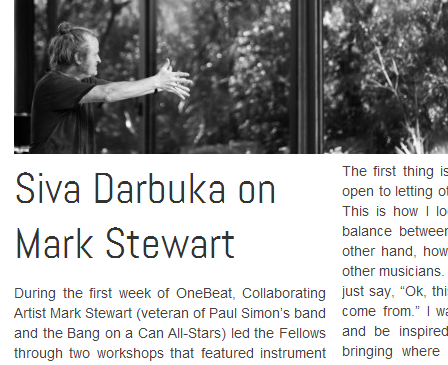 Siva Darbuka on
Mark Stewart
During the first week of OneBeat, Collaborating
Artist Mark Stewart (veteran of Paul Simon's band
and the Bang on a Can All-Stars) led the Fellows
through two workshops that featured instrument
The first thing is
open to letting
This is how I
balance between
other hand, how
other musicians.
just say, “Ok,
come from.” I
and be inspired
bringing where